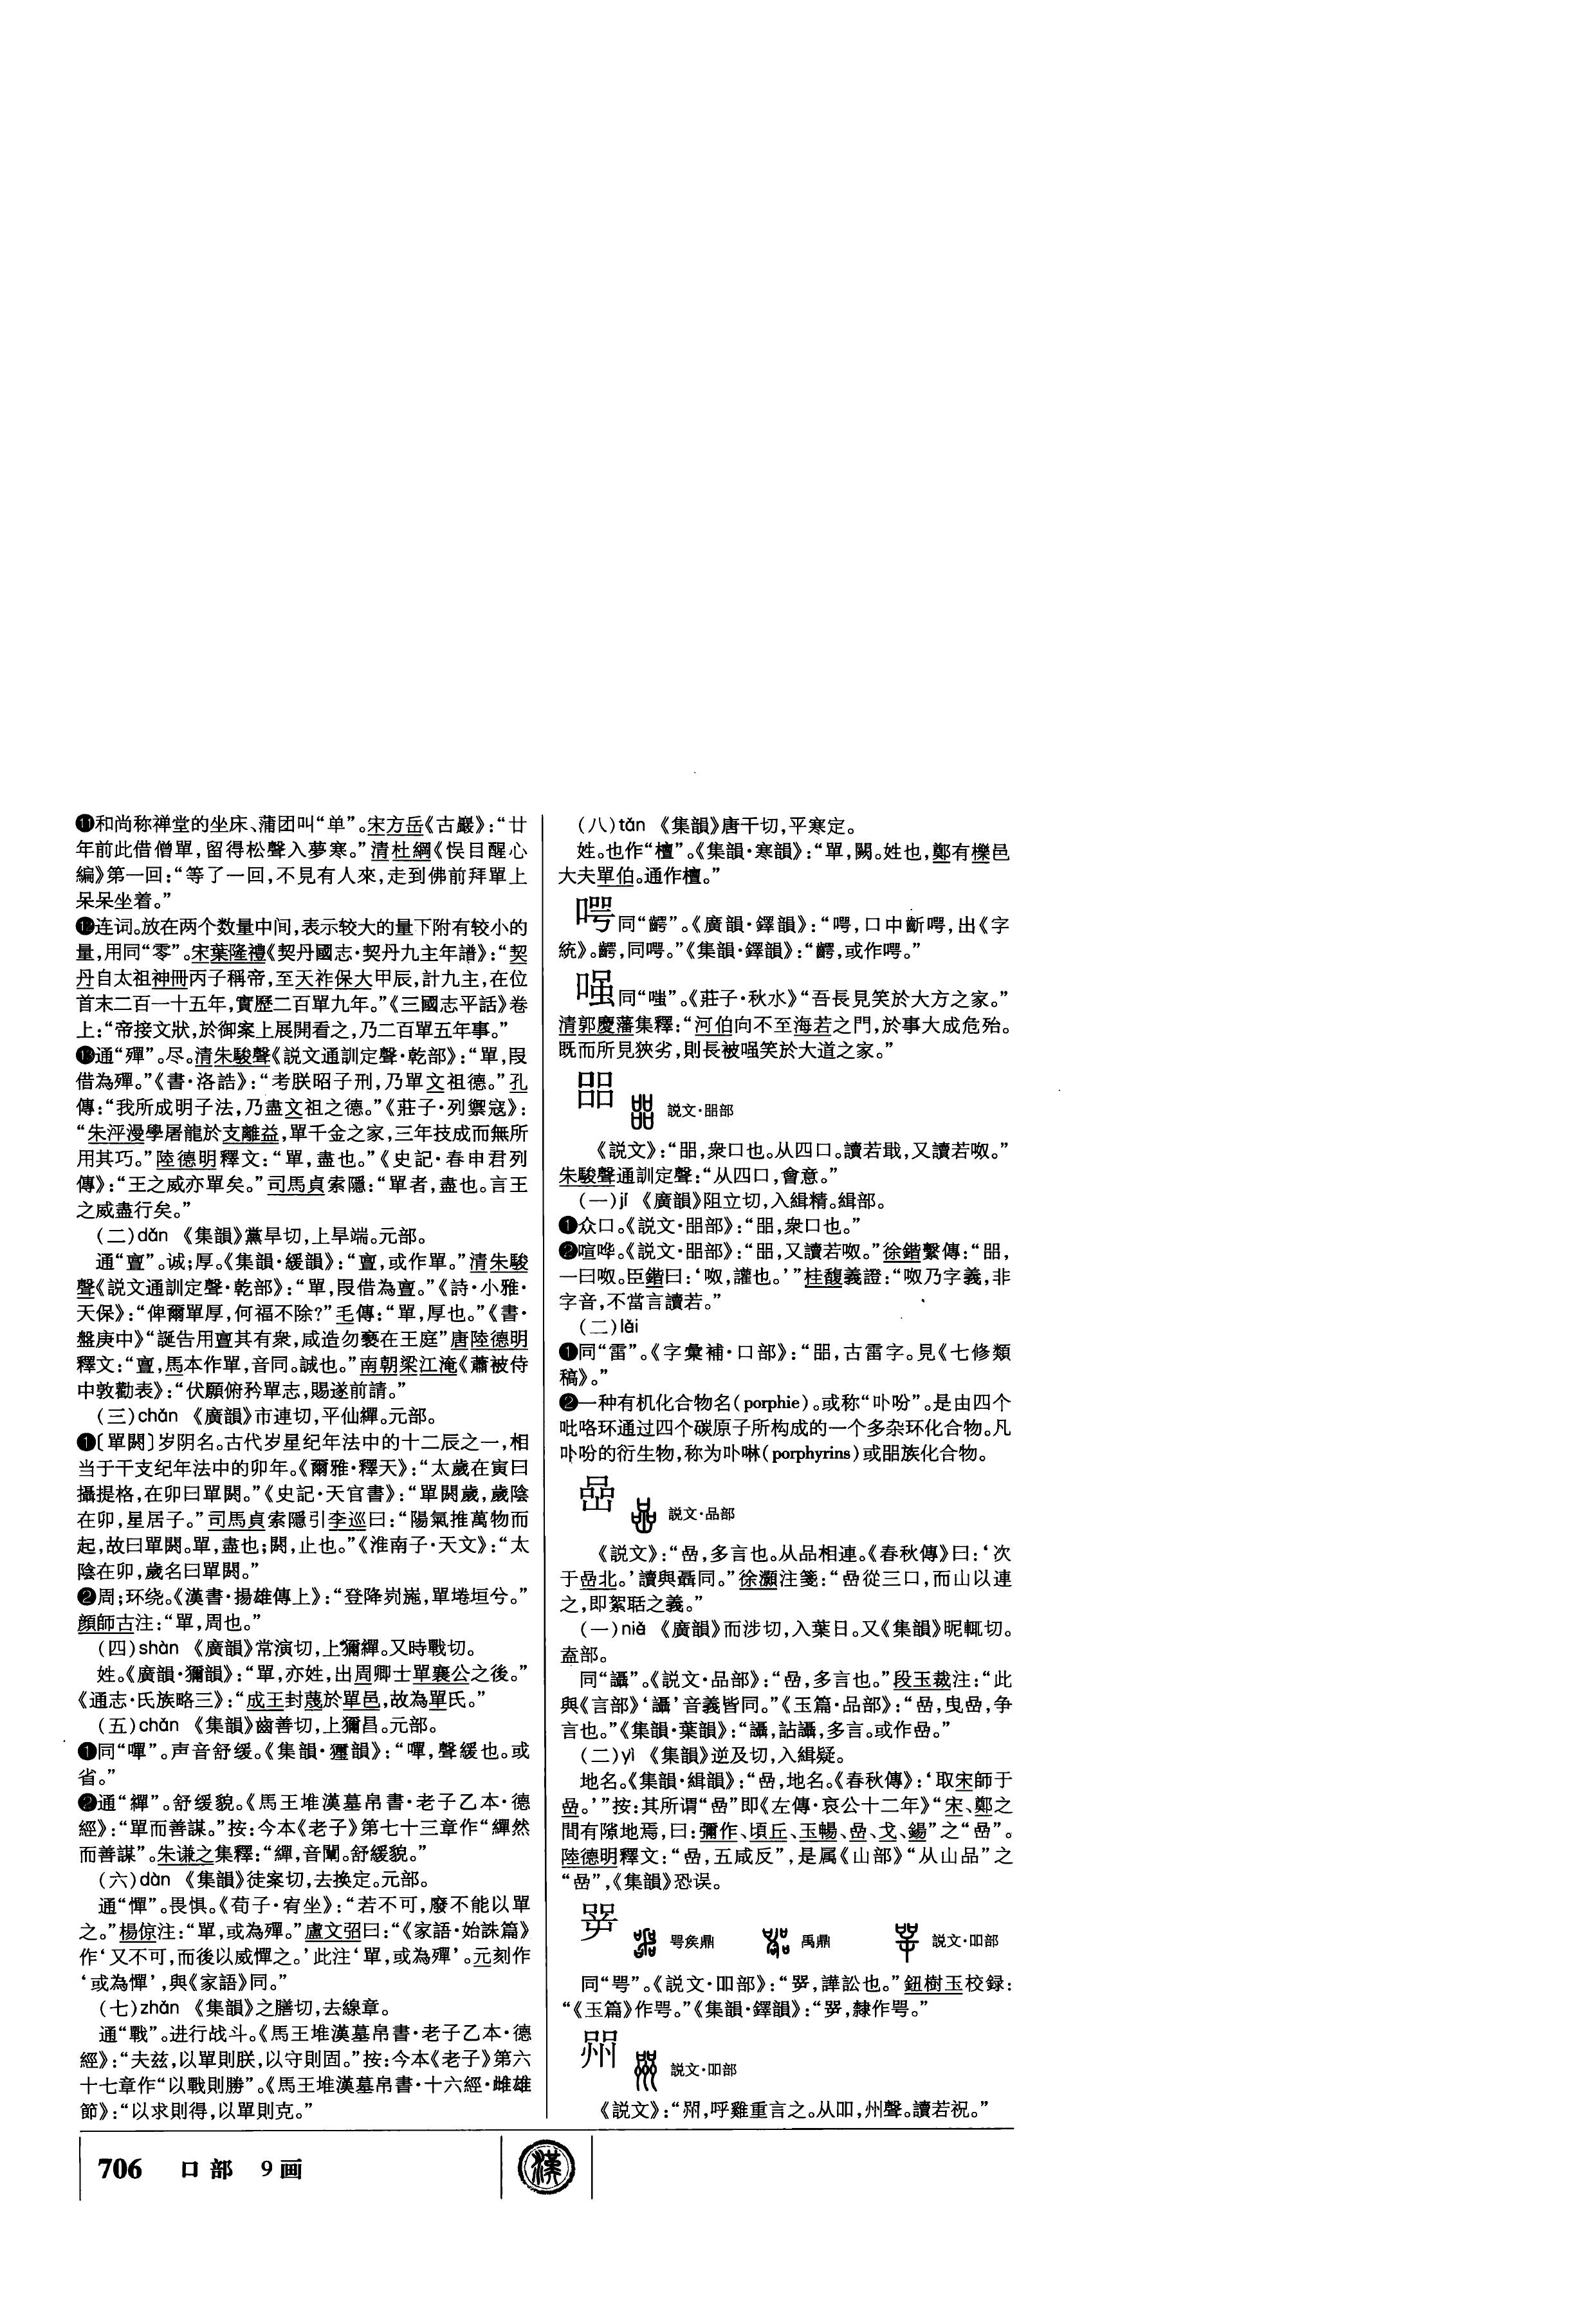 ⓫和尚称禅堂的坐床、蒲团叫“单”。宋方岳《古巖》:“廿
年前此借僧單,留得松聲入夢寒。”清杜綱《娱目醒心
編》第一回:“等了一回,不見有人來,走到佛前拜單上
呆呆坐着。”
⓬连词。放在两个数量中间,表示较大的量下附有较小的
量,用同“零”。宋葉隆禮《契丹國志·契丹九主年譜》:“契
丹自太祖神冊丙子稱帝,至天祚保大甲辰,計九主,在位
首末二百一十五年,實歷二百單九年。”《三國志平話》卷
上:“帝接文狀,於御案上展開看之,乃二百單五年事。”
⓭通“殫”。尽。清朱駿聲《説文通訓定聲·乾部》:“單,叚
借為殫。”《書·洛誥》:“考朕昭子刑,乃單文祖德。”孔
傳:“我所成明子法,乃盡文祖之德。”《莊子·列禦寇》:
“朱泙漫學屠龍於支離益,單千金之家,三年技成而無所
用其巧。”陸德明釋文:“單,盡也。”《史記·春申君列
傳》:“王之威亦單矣。”司馬貞索隱:“單者,盡也。言王
之威盡行矣。”
(二)dǎn 《集韻》黨旱切,上旱端。元部。
通“亶”。诚;厚。《集韻·緩韻》:“亶,或作單。”清朱駿
聲《説文通訓定聲·乾部》:“單,叚借為亶。”《詩·小雅·
天保》:“俾爾單厚,何福不除?”毛傳:“單,厚也。”《書·
盤庚中》“誕告用亶其有衆,咸造勿褻在王庭”唐陸德明
釋文:“亶,馬本作單,音同。誠也。”南朝梁江淹《蕭被侍
中敦勸表》:“伏願俯矜單志,賜遂前請。”
(三)chán 《廣韻》市連切,平仙禪。元部。
❶〔單閼〕岁阴名。古代岁星纪年法中的十二辰之一,相
当于干支纪年法中的卯年。《爾雅·釋天》:“太歲在寅曰
攝提格,在卯曰單閼。”《史記·天官書》:“單閼歲,歲陰
在卯,星居子。”司馬貞索隱引李巡曰:“陽氣推萬物而
起,故曰單閼。單,盡也;閼,止也。”《淮南子·天文》:“太
陰在卯,歲名曰單閼。”
❷周;环绕。《漢書·揚雄傳上》:“登降峛崺,單埢垣兮。”
顔師古注:“單,周也。”
(四)shàn 《廣韻》常演切,上獮禪。又時戰切。
姓。《廣韻·獮韻》:“單,亦姓,出周卿士單襄公之後。”
《通志·氏族略三》:“成王封蔑於單邑,故為單氏。”
(五)chǎn 《集韻》齒善切,上獮昌。元部。
❶同“嘽”。声音舒缓。《集韻·獮韻》:“嘽,聲緩也。或
省。”
❷通“繟”。舒缓貌。《馬王堆漢墓帛書·老子乙本·德
經》:“單而善謀。”按:今本《老子》第七十三章作“繟然
而善謀”。朱谦之集釋:“繟,音闡。舒緩貌。”
(六)dàn 《集韻》徒案切,去换定。元部。
通“憚”。畏惧。《荀子·宥坐》:“若不可,廢不能以單
之。”楊倞注:“單,或為殫。”盧文弨曰:“《家語·始誅篇》
作‘又不可,而後以威憚之。’此注‘單,或為殫’。元刻作
‘或為憚’,與《家語》同。”
(七)zhàn 《集韻》之膳切,去線章。
通“戰”。进行战斗。《馬王堆漢墓帛書·老子乙本·德
經》:“夫兹,以單則朕,以守則固。”按:今本《老子》第六
十七章作“以戰則勝”。《馬王堆漢墓帛書·十六經·雌雄
節》:“以求則得,以單則克。”
(八)tán 《集韻》唐干切,平寒定。
姓。也作“檀”。《集韻·寒韻》:“單,闕。姓也,鄭有櫟邑
大夫單伯。通作檀。”
㗁同“齶”。《廣韻·鐸韻》:“㗁,口中齗㗁,出《字
統》。齶,同㗁。”《集韻·鐸韻》:“齶,或作㗁。”
嗤同“嗤”。《莊子·秋水》“吾長見笑於大方之家。”
清郭慶藩集釋:“河伯向不至海若之門,於事大成危殆。
既而所見狹劣,則長被嗤笑於大道之家。”
㗊 説文·㗊部
《説文》:“㗊,衆口也。从四口。讀若戢,又讀若呶。”
朱駿聲通訓定聲:“从四口,會意。”
(一)jí 《廣韻》阻立切,入緝精。緝部。
❶众口。《説文·㗊部》:“㗊,衆口也。”
❷喧哗。《説文·㗊部》:“㗊,又讀若呶。”徐鍇繫傳:“㗊,
一曰呶。臣鍇曰:‘呶,讙也。’”桂馥義證:“呶乃字義,非
字音,不當言讀若。”
(二)léi
❶同“雷”。《字彙補·口部》:“㗊,古雷字。見《七修類
稿》。”
❷一种有机化合物名(porphie)。或称“卟吩”。是由四个
吡咯环通过四个碳原子所构成的一个多杂环化合物。凡
卟吩的衍生物,称为卟啉(porphyrins)或㗊族化合物。
嵒 説文·品部
《説文》:“嵒,多言也。从品相連。《春秋傳》曰:‘次
于嵒北。’讀與聶同。”徐灝注箋:“嵒從三口,而山以連
之,即絮聒之義。”
(一)niè 《廣韻》而涉切,入葉日。又《集韻》昵輒切。
盍部。
同“讘”。《説文·品部》:“嵒,多言也。”段玉裁注:“此
與《言部》‘讘’音義皆同。”《玉篇·品部》:“嵒,曳嵒,争
言也。”《集韻·葉韻》:“讘,詀讘,多言。或作嵒。”
(二)yì 《集韻》逆及切,入緝疑。
地名。《集韻·緝韻》:“嵒,地名。《春秋傳》:‘取宋師于
嵒。’”按:其所谓“嵒”即《左傳·哀公十二年》“宋、鄭之
間有隙地焉,曰:彌作、頃丘、玉暢、嵒、戈、鍚”之“嵒”。
陸德明釋文:“嵒,五咸反”,是属《山部》“从山品”之
“嵒”,《集韻》恐误。
㖾 咢侯鼎 禹鼎 説文·吅部
同“咢”。《説文·吅部》:“㖾,譁訟也。”鈕樹玉校録:
“《玉篇》作咢。”《集韻·鐸韻》:“㖾,隸作咢。”
喌 説文·吅部
《説文》:“喌,呼雞重言之。从吅,州聲。讀若祝。”
706 口部 9画
漢